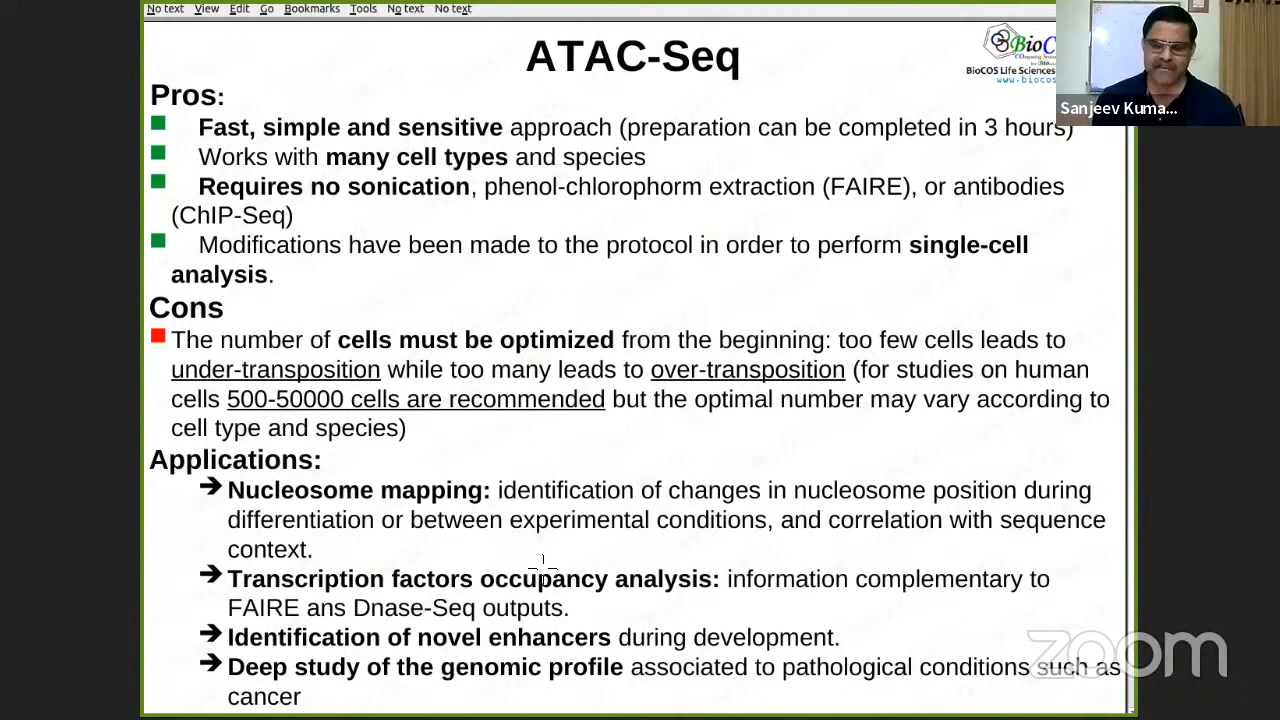 No text View Edit Go Bookmarks Tools No text No text
ATAC-Seq
BioC
BioCOS Life Sciences
www.biocos
Sanjeev Kuma...
Pros:
Fast, simple and sensitive approach (preparation can be completed in 3 hours)
Works with many cell types and species
Requires no sonication, phenol-chlorophorm extraction (FAIRE), or antibodies
(ChIP-Seq)
Modifications have been made to the protocol in order to perform single-cell
analysis.
Cons
The number of cells must be optimized from the beginning: too few cells leads to
under-transposition while too many leads to over-transposition (for studies on human
cells 500-50000 cells are recommended but the optimal number may vary according to
cell type and species)
Applications:
Nucleosome mapping: identification of changes in nucleosome position during
differentiation or between experimental conditions, and correlation with sequence
context.
Transcription factors occupancy analysis: information complementary to
FAIRE ans Dnase-Seq outputs.
Identification of novel enhancers during development.
Deep study of the genomic profile associated to pathological conditions such as
cancer
zoom